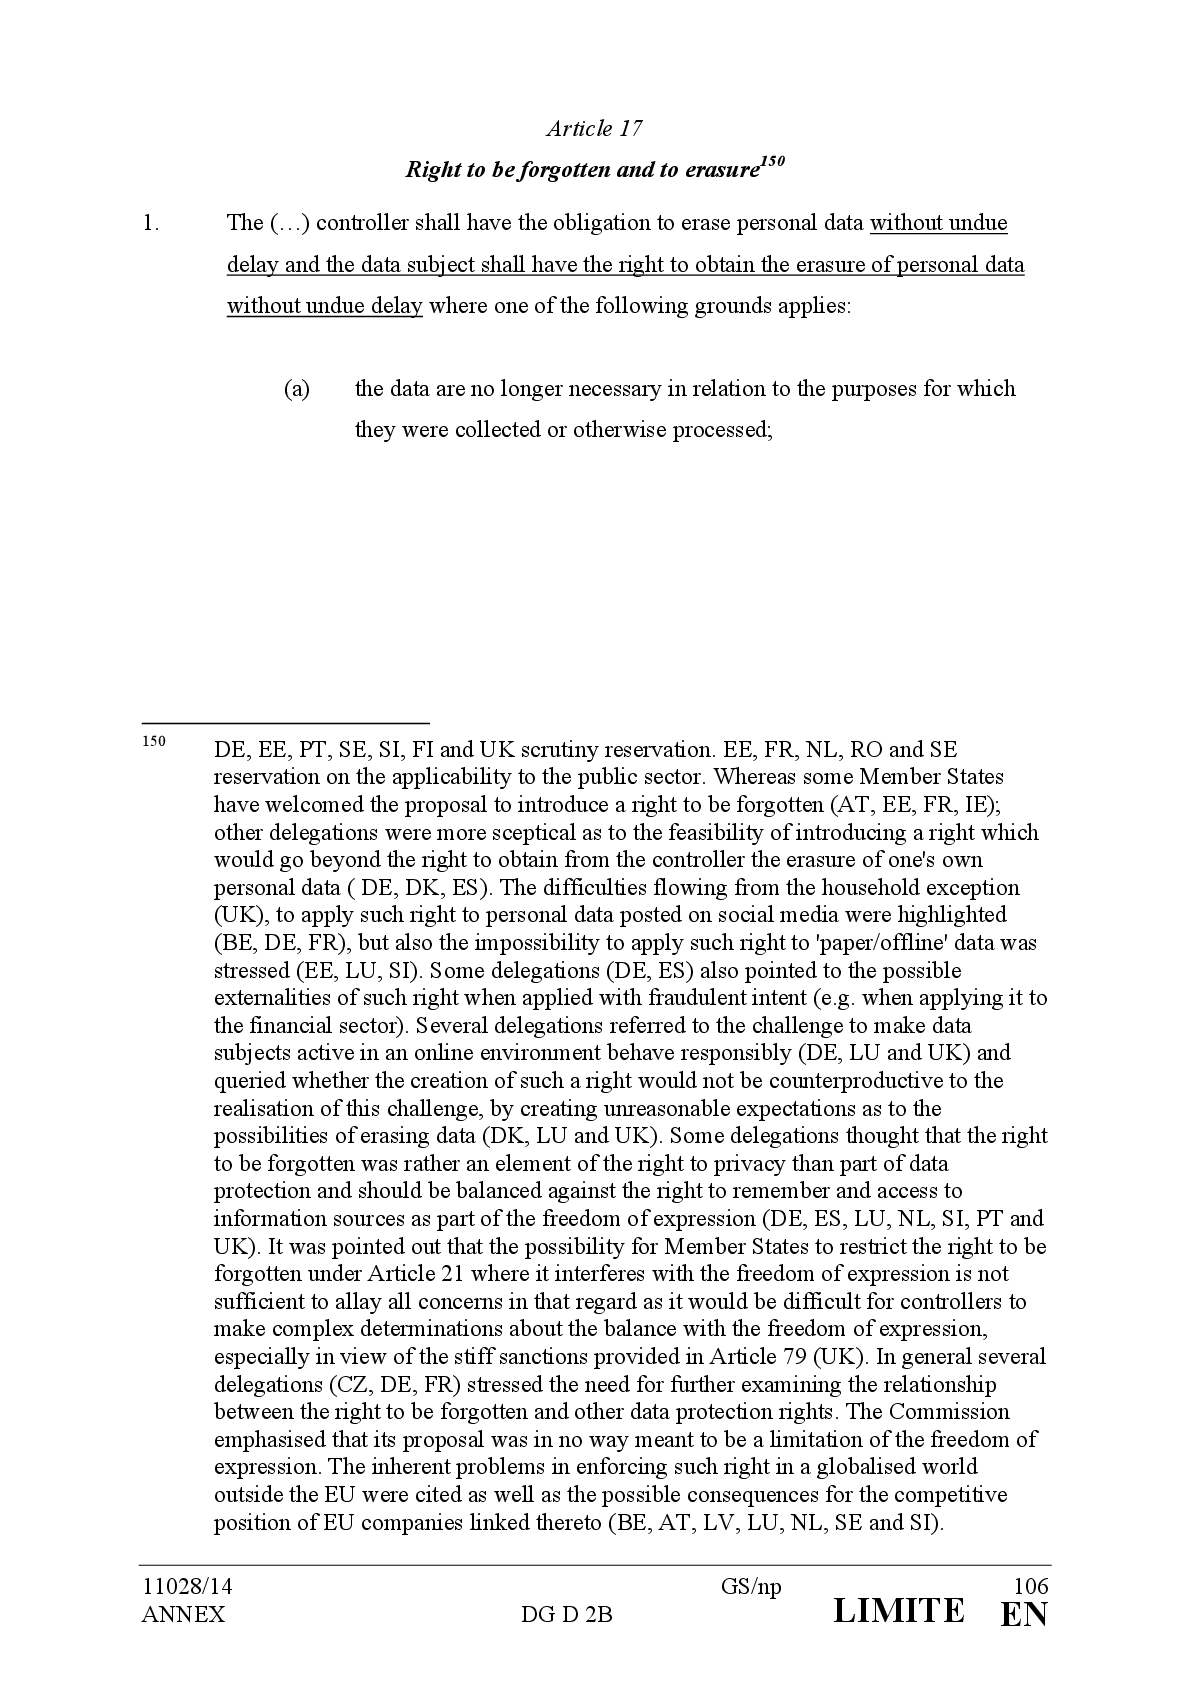 Article 17
Right to be forgotten and to erasure150
1. The (…) controller shall have the obligation to erase personal data without undue
delay and the data subject shall have the right to obtain the erasure of personal data
without undue delay where one of the following grounds applies:
(a) the data are no longer necessary in relation to the purposes for which
they were collected or otherwise processed;
150 DE, EE, PT, SE, SI, FI and UK scrutiny reservation. EE, FR, NL, RO and SE
reservation on the applicability to the public sector. Whereas some Member States
have welcomed the proposal to introduce a right to be forgotten (AT, EE, FR, IE);
other delegations were more sceptical as to the feasibility of introducing a right which
would go beyond the right to obtain from the controller the erasure of one's own
personal data ( DE, DK, ES). The difficulties flowing from the household exception
(UK), to apply such right to personal data posted on social media were highlighted
(BE, DE, FR), but also the impossibility to apply such right to 'paper/offline' data was
stressed (EE, LU, SI). Some delegations (DE, ES) also pointed to the possible
externalities of such right when applied with fraudulent intent (e.g. when applying it to
the financial sector). Several delegations referred to the challenge to make data
subjects active in an online environment behave responsibly (DE, LU and UK) and
queried whether the creation of such a right would not be counterproductive to the
realisation of this challenge, by creating unreasonable expectations as to the
possibilities of erasing data (DK, LU and UK). Some delegations thought that the right
to be forgotten was rather an element of the right to privacy than part of data
protection and should be balanced against the right to remember and access to
information sources as part of the freedom of expression (DE, ES, LU, NL, SI, PT and
UK). It was pointed out that the possibility for Member States to restrict the right to be
forgotten under Article 21 where it interferes with the freedom of expression is not
sufficient to allay all concerns in that regard as it would be difficult for controllers to
make complex determinations about the balance with the freedom of expression,
especially in view of the stiff sanctions provided in Article 79 (UK). In general several
delegations (CZ, DE, FR) stressed the need for further examining the relationship
between the right to be forgotten and other data protection rights. The Commission
emphasised that its proposal was in no way meant to be a limitation of the freedom of
expression. The inherent problems in enforcing such right in a globalised world
outside the EU were cited as well as the possible consequences for the competitive
position of EU companies linked thereto (BE, AT, LV, LU, NL, SE and SI).
11028/14 GS/np 106
ANNEX DG D 2B LIMITE EN